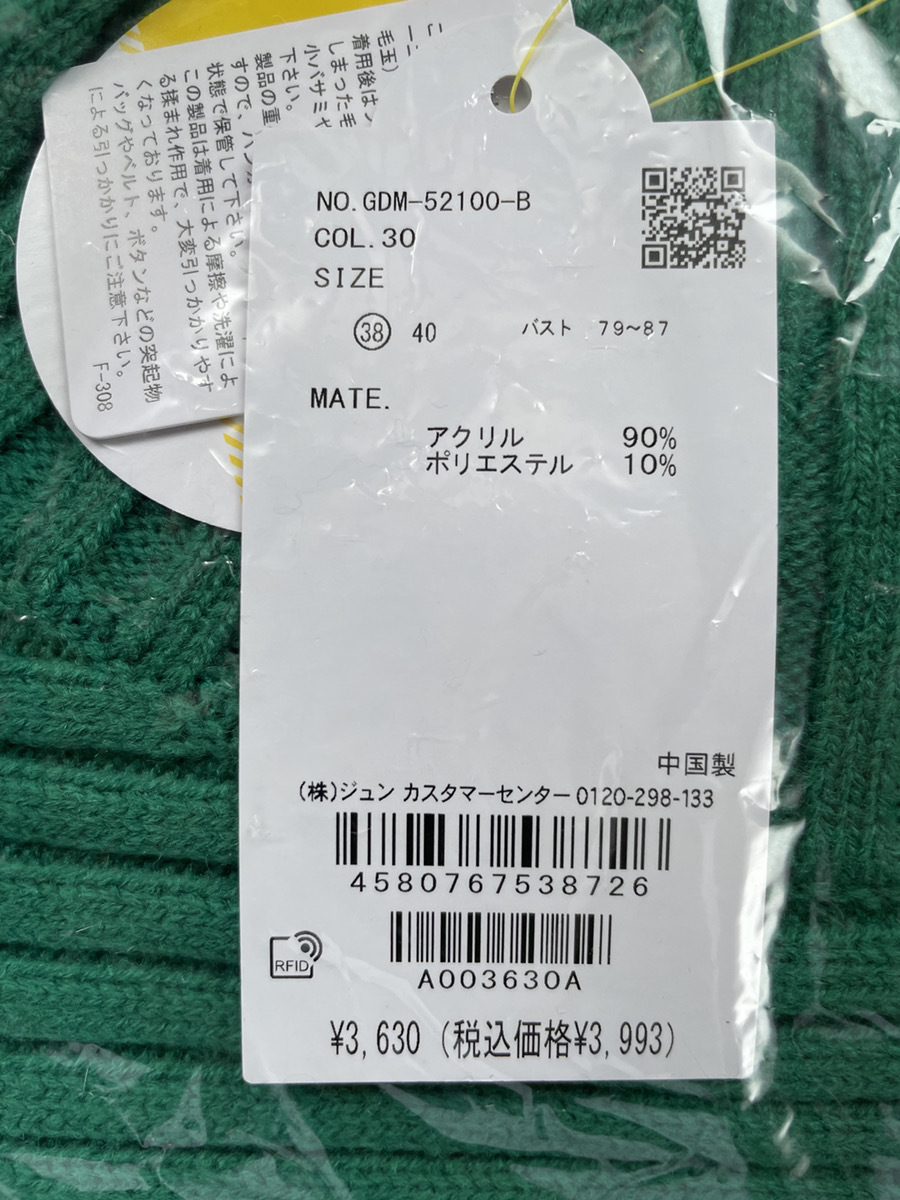 NO.GDM-52100-B
COL.30
SIZE
38 40 バスト 79~87
MATE.
アクリル 90%
ポリエステル 10%
中国製
(株)ジュン カスタマーセンター 0120-298-133
4580767538726
RFID
A003630A
¥3,630 (税込価格¥3,993)
毛玉)
着用後は
しまった毛
小バサミや
下さい。
製品の重
すので、ハン
状態で保管して下さい。
この製品は着用による摩擦や洗濯によ
る揉まれ作用で、大変引っかかりやす
くなっております。
バッグやベルト、ボタンなどの突起物
による引っかかりにご注意下さい。
F-308